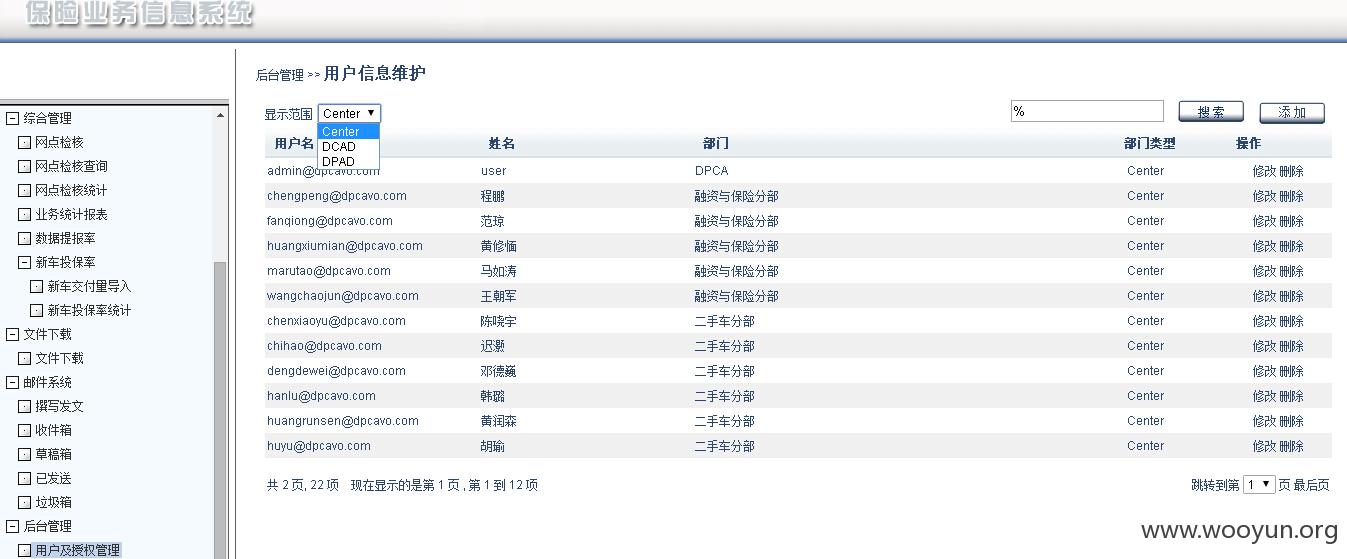 保险业务信息系统
综合管理
网点检核
网点检核查询
网点检核统计
业务统计报表
数据提报率
新车投保率
新车交付量导入
新车投保率统计
文件下载
文件下载
邮件系统
撰写发文
收件箱
草稿箱
已发送
垃圾箱
后台管理
用户及授权管理
后台管理 >> 用户信息维护
显示范围 Center ▼ % 搜索 添加
Center
DCAD
DPAD
用户名 姓名 部门 部门类型 操作
admin@dpcavo.com user DPCA Center 修改 删除
chengpeng@dpcavo.com 程鹏 融资与保险分部 Center 修改 删除
fanqiong@dpcavo.com 范琼 融资与保险分部 Center 修改 删除
huangxiumian@dpcavo.com 黄修愐 融资与保险分部 Center 修改 删除
marutao@dpcavo.com 马如涛 融资与保险分部 Center 修改 删除
wangchaojun@dpcavo.com 王朝军 融资与保险分部 Center 修改 删除
chenxiaoyu@dpcavo.com 陈晓宇 二手车分部 Center 修改 删除
chihao@dpcavo.com 迟灏 二手车分部 Center 修改 删除
dengdewei@dpcavo.com 邓德巍 二手车分部 Center 修改 删除
hanlu@dpcavo.com 韩璐 二手车分部 Center 修改 删除
huangrunsen@dpcavo.com 黄润森 二手车分部 Center 修改 删除
huyu@dpcavo.com 胡瑜 二手车分部 Center 修改 删除
共 2 页, 22 项 现在显示的是第 1 页 , 第 1 到 12 项 跳转到第 1 ▼ 页 最后页
www.wooyun.org